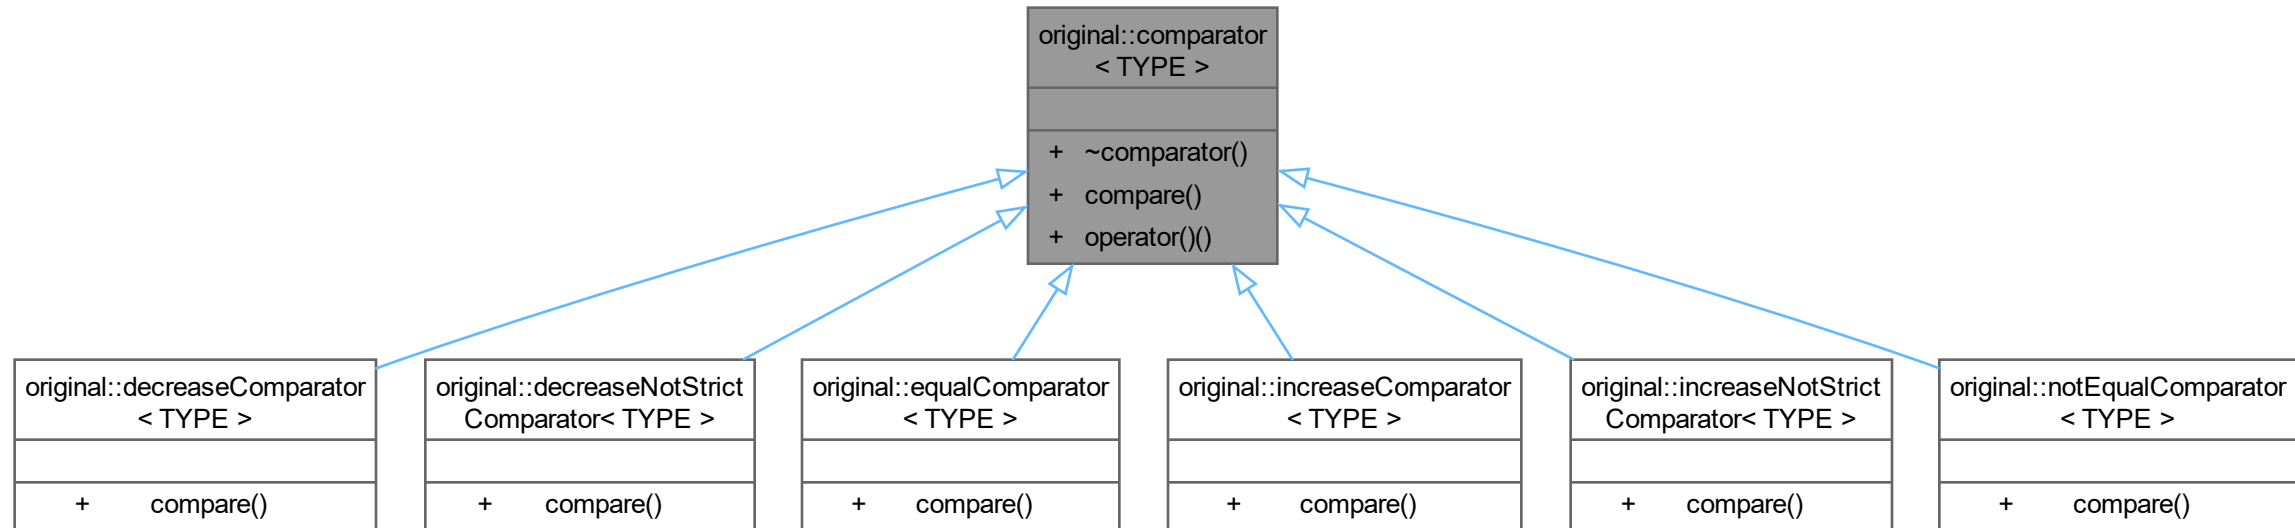 original::comparator
< TYPE >
+ ~comparator()
+ compare()
+ operator()()
original::decreaseComparator
< TYPE >
+ compare()
original::decreaseNotStrict
Comparator< TYPE >
+ compare()
original::equalComparator
< TYPE >
+ compare()
original::increaseComparator
< TYPE >
+ compare()
original::increaseNotStrict
Comparator< TYPE >
+ compare()
original::notEqualComparator
< TYPE >
+ compare()